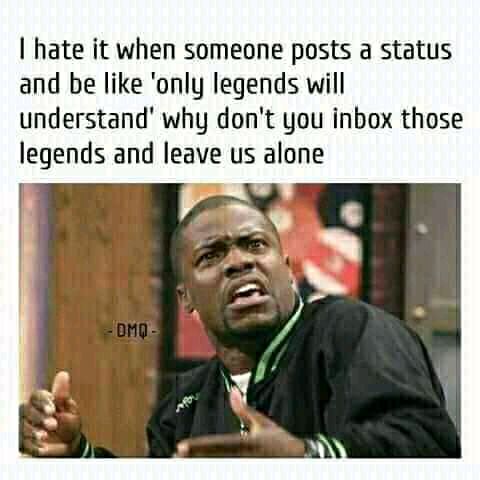 I hate it when someone posts a status
and be like 'only legends will
understand' why don't you inbox those
legends and leave us alone
- DMQ -